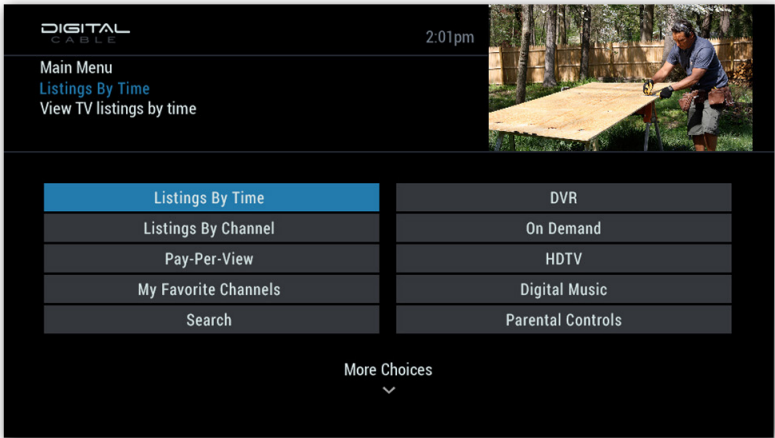 DIGITAL
CABLE
2:01pm
Main Menu
Listings By Time
View TV listings by time
Listings By Time
DVR
Listings By Channel
On Demand
Pay-Per-View
HDTV
My Favorite Channels
Digital Music
Search
Parental Controls
More Choices